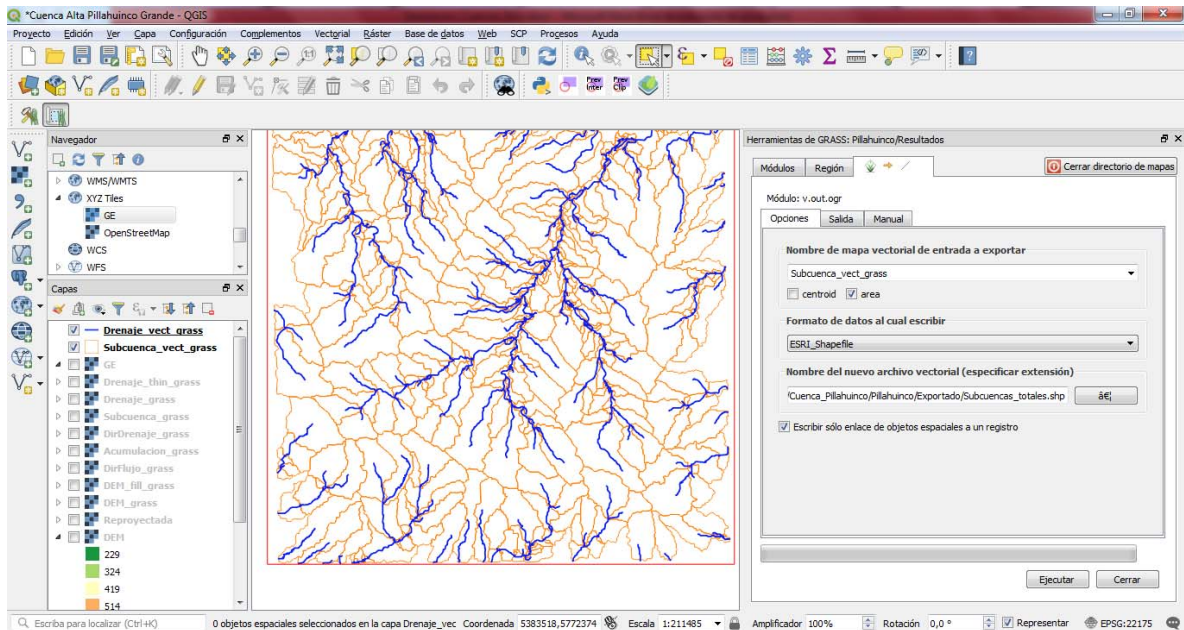 *Cuenca Alta Pillahuinco Grande - QGIS
Proyecto Edición Ver Capa Configuración Complementos Vectorial Ráster Base de datos Web SCP Procesos Ayuda
Prev Inter
Prev Clip
Navegador
WMS/WMTS
XYZ Tiles
GE
OpenStreetMap
WCS
WFS
Capas
Drenaje_vect_grass
Subcuenca_vect_grass
GE
Drenaje_thin_grass
Drenaje_grass
Subcuenca_grass
DirDrenaje_grass
Acumulacion_grass
DirFlujo_grass
DEM_fill_grass
DEM_grass
Reproyectada
DEM
229
324
419
514
Herramientas de GRASS: Pillahuinco/Resultados
Módulos Región
Cerrar directorio de mapas
Módulo: v.out.ogr
Opciones Salida Manual
Nombre de mapa vectorial de entrada a exportar
Subcuenca_vect_grass
centroid area
Formato de datos al cual escribir
ESRI_Shapefile
Nombre del nuevo archivo vectorial (especificar extensión)
'Cuenca_Pillahuinco/Pillahuinco/Exportado/Subcuencas_totales.shp
…
Escribir sólo enlace de objetos espaciales a un registro
Ejecutar Cerrar
Escriba para localizar (Ctrl+K) 0 objetos espaciales seleccionados en la capa Drenaje_vec Coordenada 5383518,5772374 Escala 1:211485 Amplificador 100% Rotación 0,0 ° Representar EPSG:22175